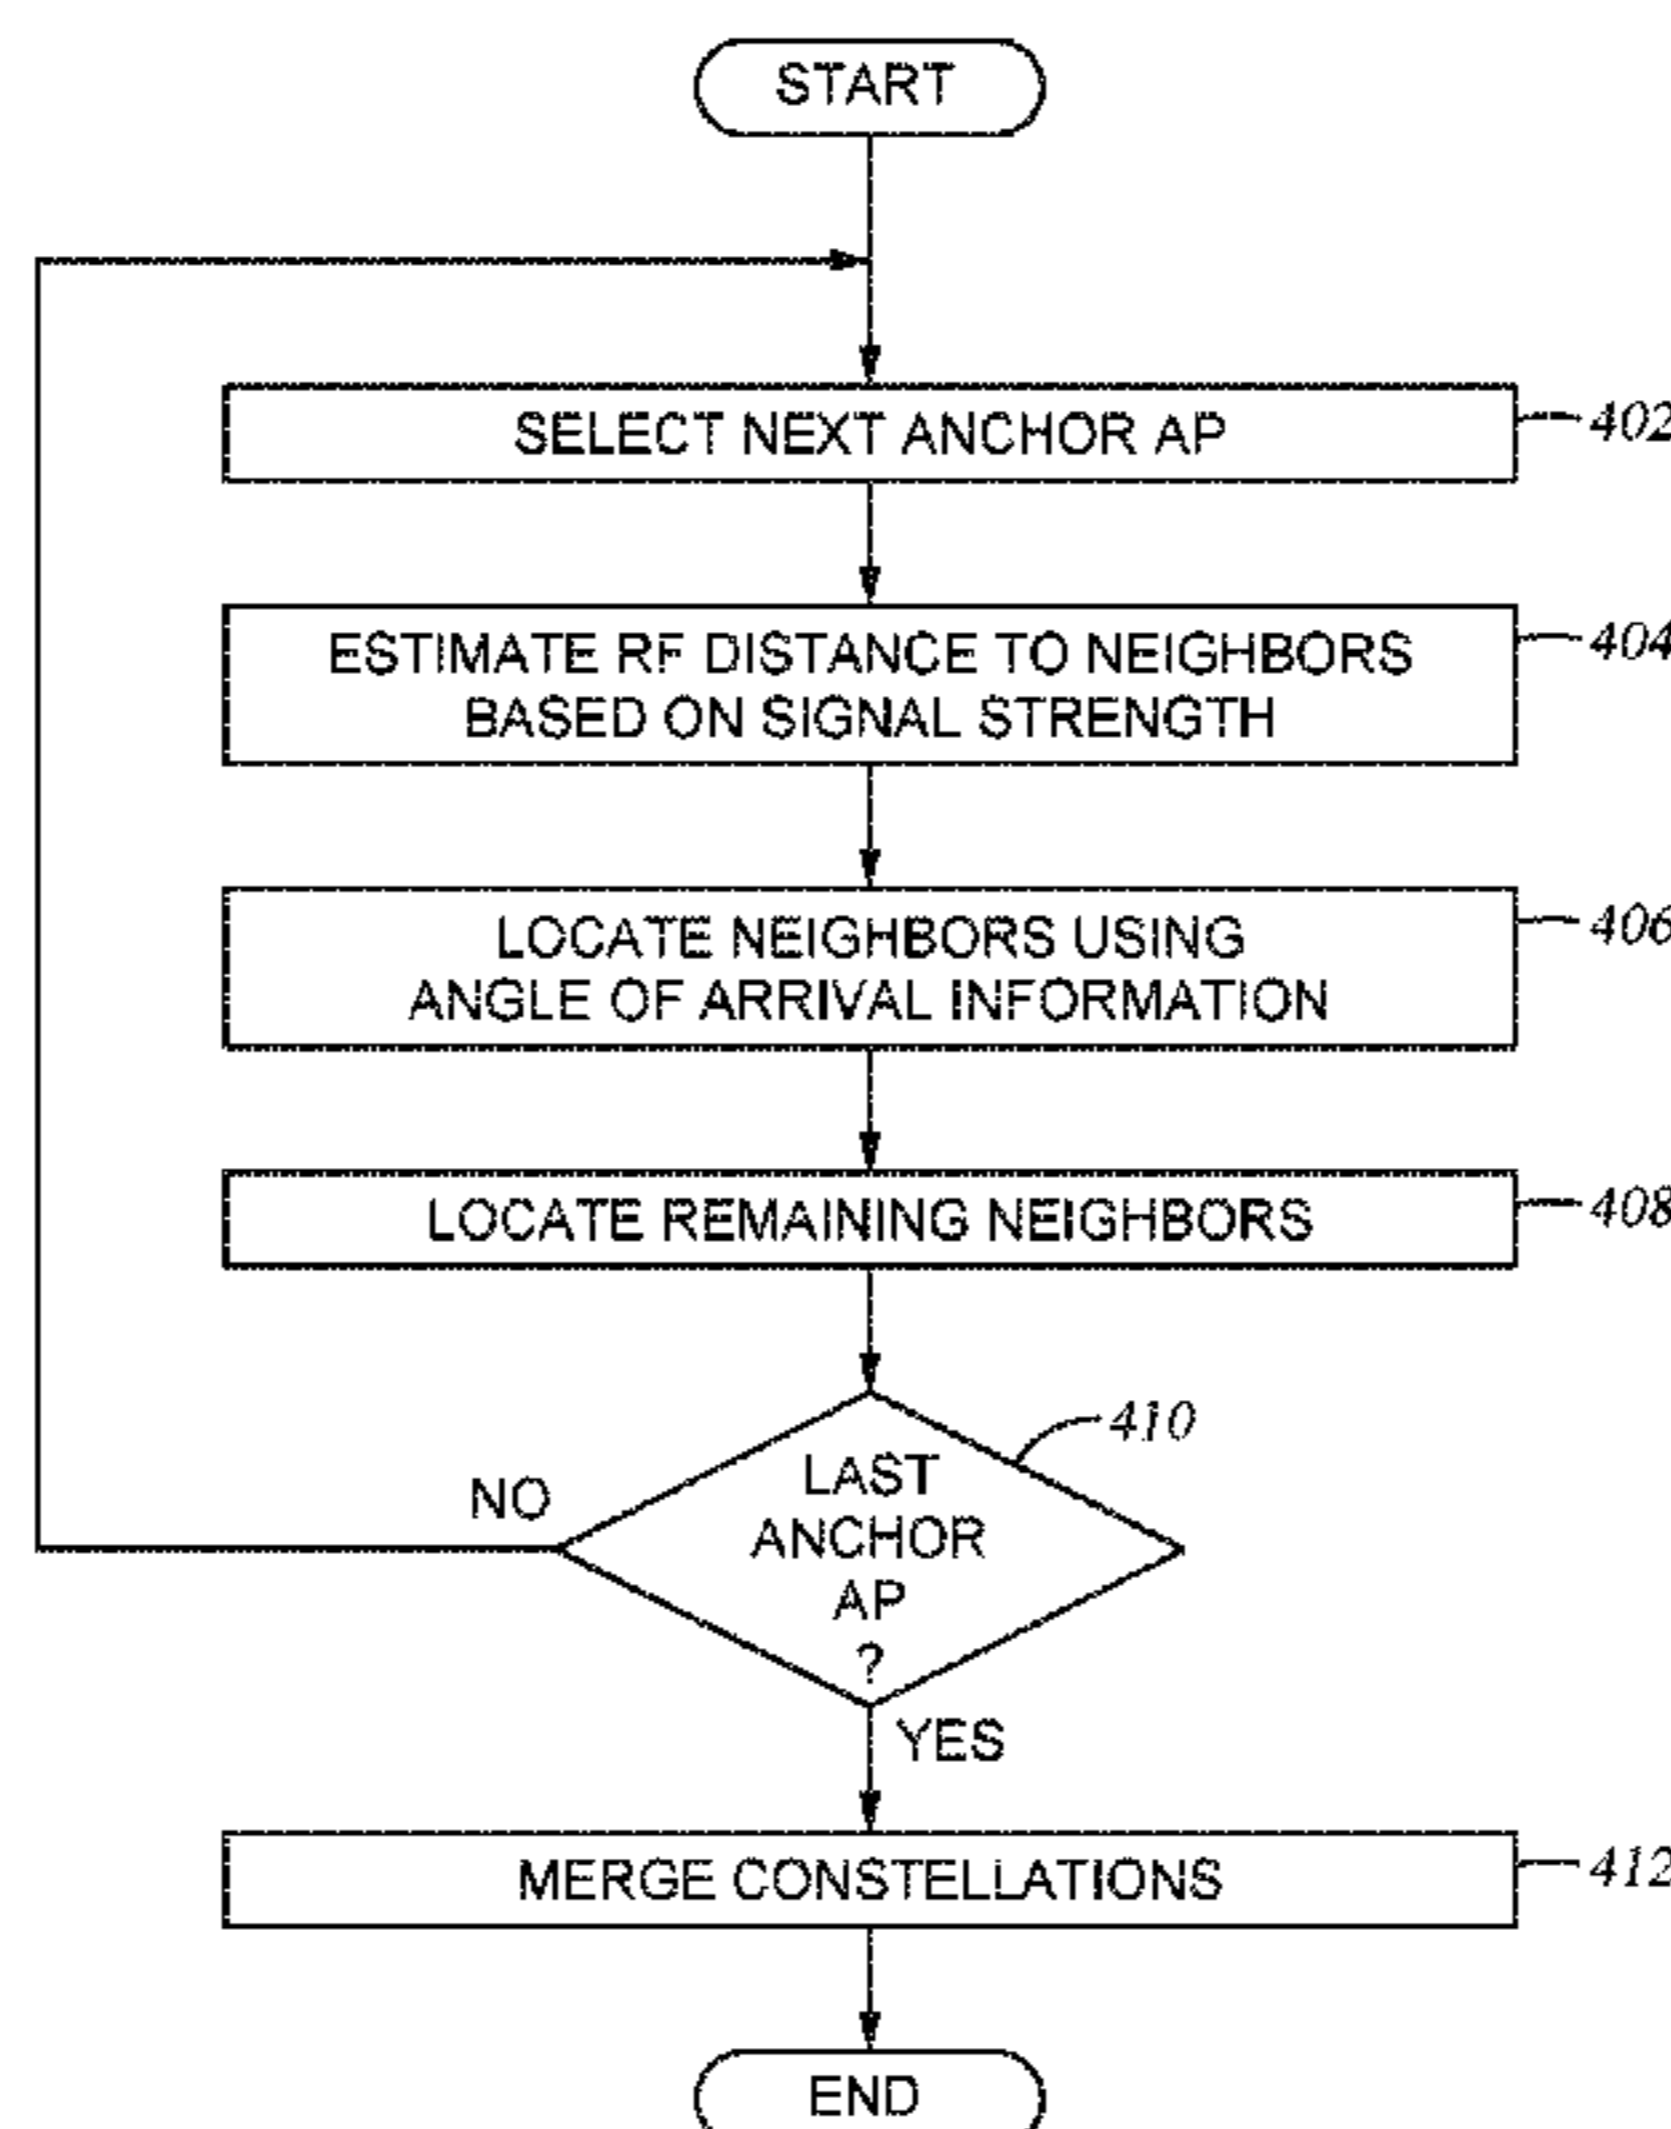 START
SELECT NEXT ANCHOR AP
402
ESTIMATE RF DISTANCE TO NEIGHBORS
BASED ON SIGNAL STRENGTH
404
LOCATE NEIGHBORS USING
ANGLE OF ARRIVAL INFORMATION
406
LOCATE REMAINING NEIGHBORS
408
410
LAST
ANCHOR
AP
?
NO
YES
MERGE CONSTELLATIONS
412
END